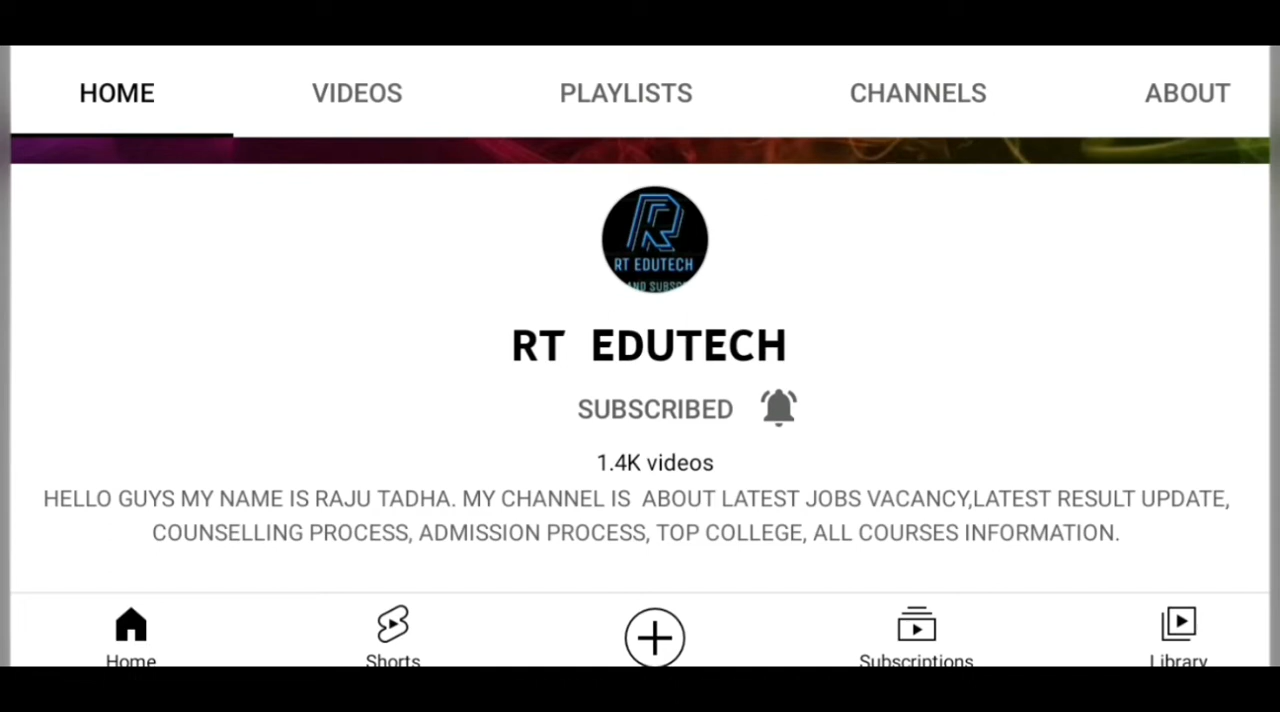 HOME VIDEOS PLAYLISTS CHANNELS ABOUT
RT EDUTECH
AND
RT EDUTECH
SUBSCRIBED
1.4K videos
HELLO GUYS MY NAME IS RAJU TADHA. MY CHANNEL IS ABOUT LATEST JOBS VACANCY,LATEST RESULT UPDATE,
COUNSELLING PROCESS, ADMISSION PROCESS, TOP COLLEGE, ALL COURSES INFORMATION.
Home Shorts Subscriptions Library